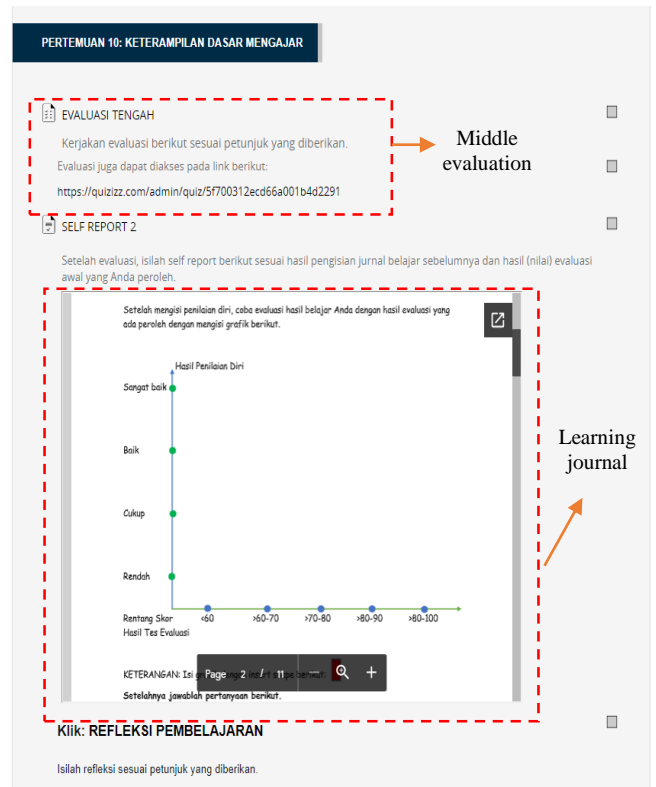 PERTEMUAN 10: KETERAMPILAN DASAR MENGAJAR
EVALUASI TENGAH
Kerjakan evaluasi berikut sesuai petunjuk yang diberikan.
Evaluasi juga dapat diakses pada link berikut:
https://quizizz.com/admin/quiz/5f700312ecd66a001b4d2291
Middle
evaluation
SELF REPORT 2
Setelah evaluasi, isilah self report berikut sesuai hasil pengisian jurnal belajar sebelumnya dan hasil (nilai) evaluasi
awal yang Anda peroleh.
Setelah mengisi penilaian diri, coba evaluasi hasil belajar Anda dengan hasil evaluasi yang
ada peroleh dengan mengisi grafik berikut.
Hasil Penilaian Diri
Sangat baik
Baik
Cukup
Rendah
Rentang Skor
Hasil Tes Evaluasi
<60 >60-70 >70-80 >80-90 >80-100
Learning
journal
KETERANGAN: Isi
Page 2 / 11
Setelahnya jawablah pertanyaan berikut.
Klik: REFLEKSI PEMBELAJARAN
Isilah refleksi sesuai petunjuk yang diberikan.